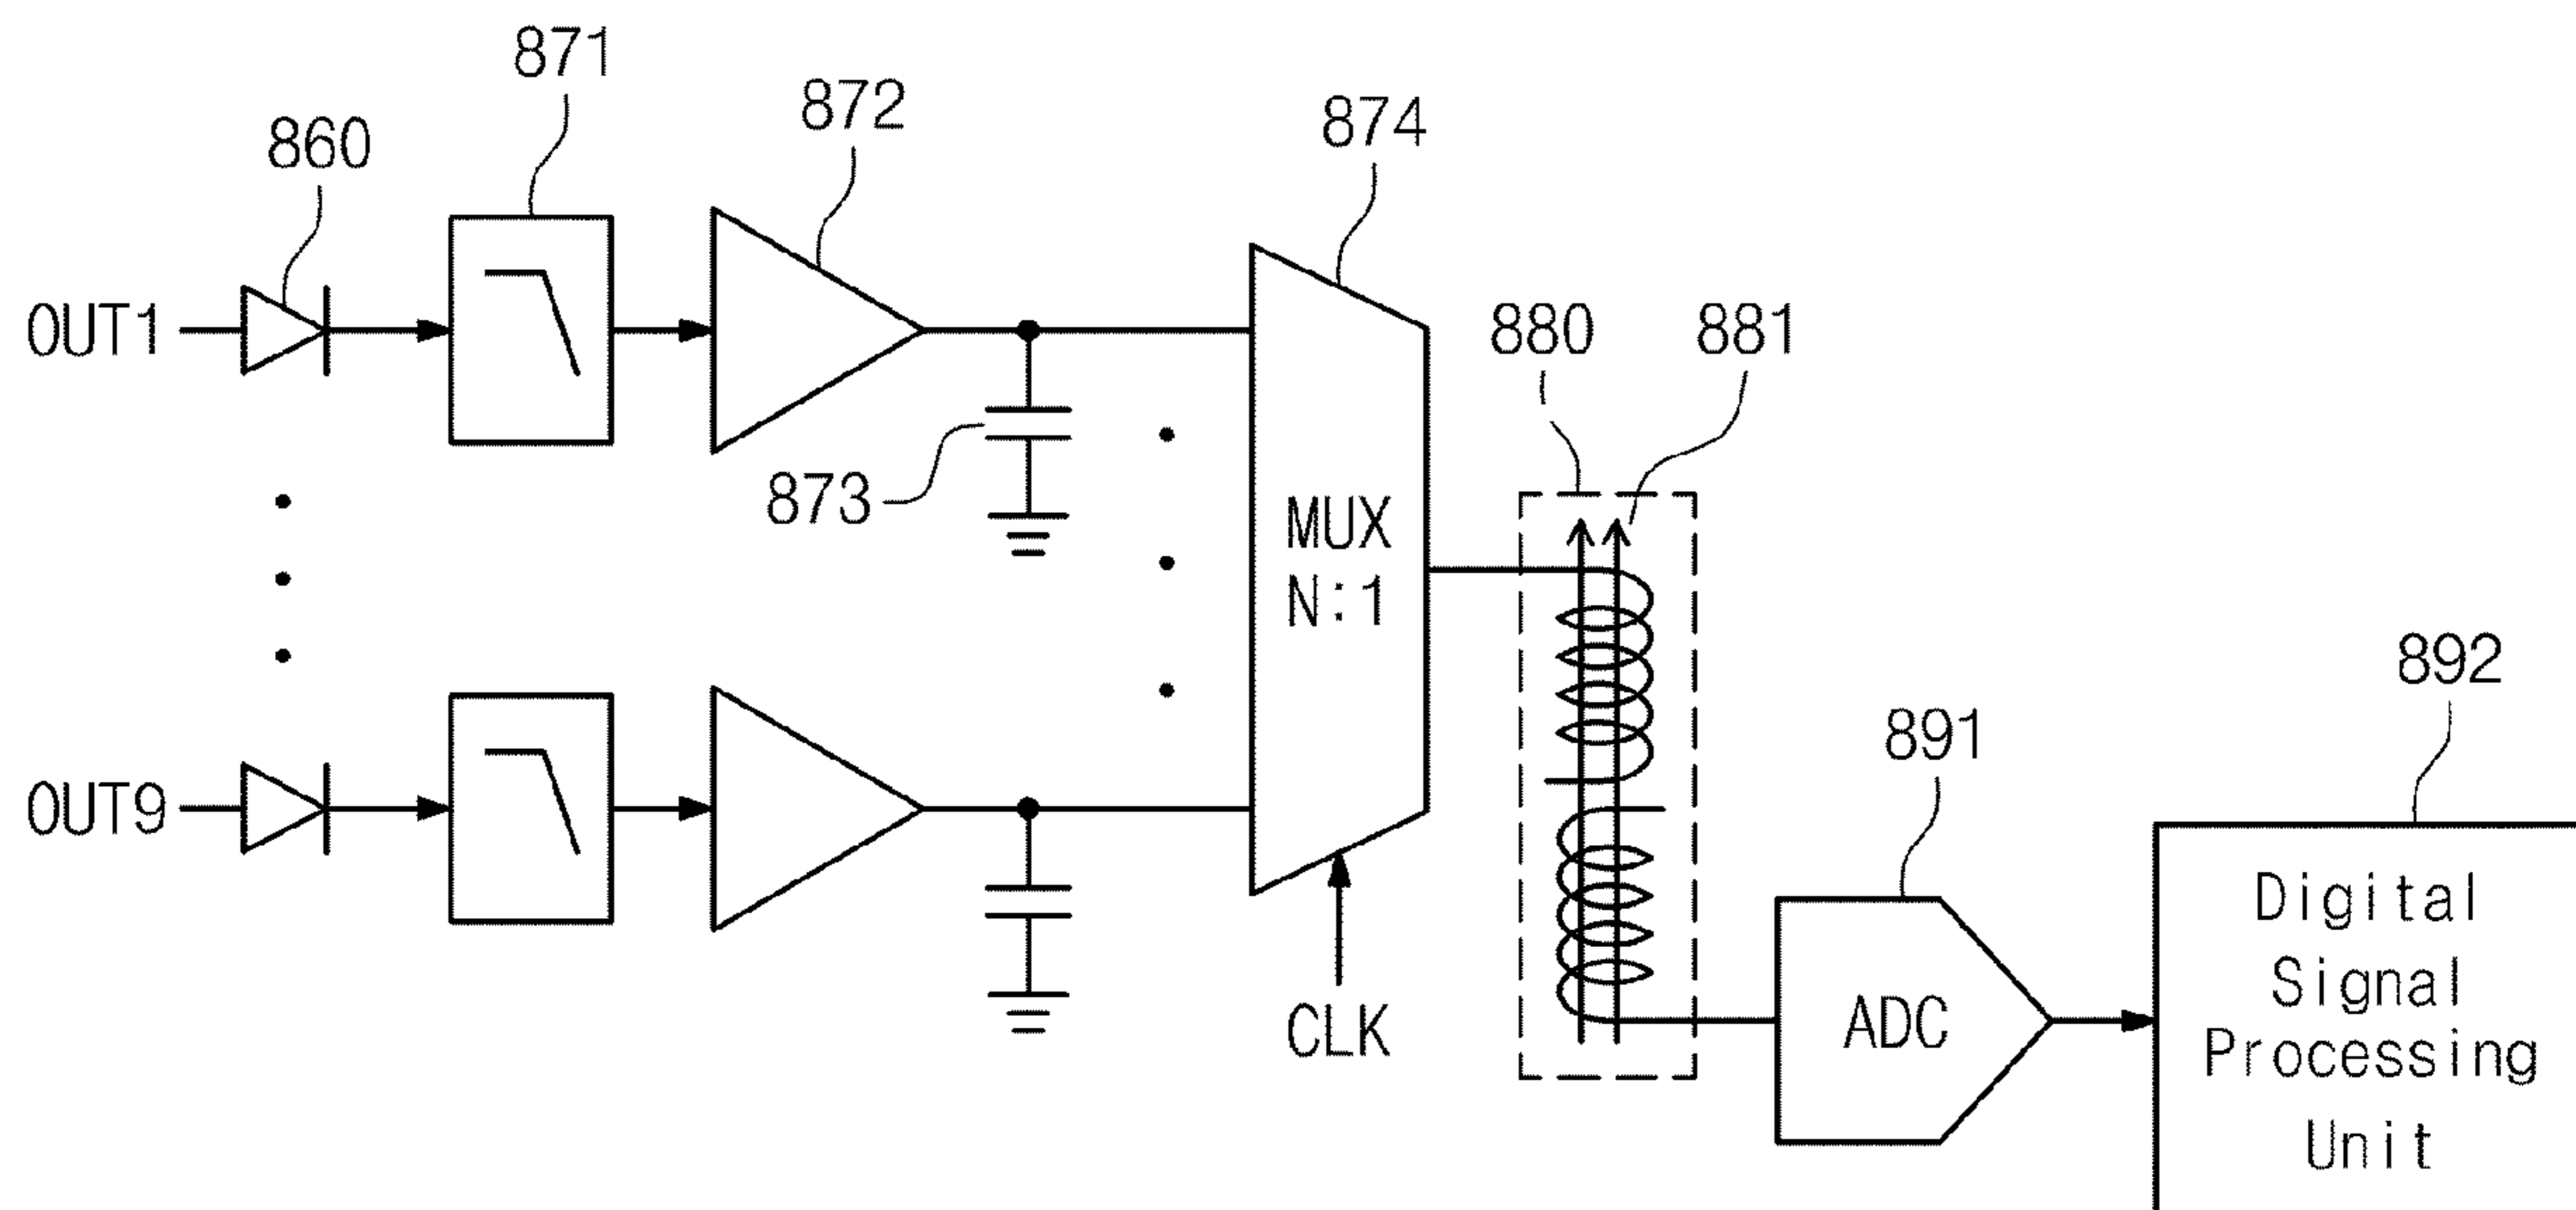 871
872
874
860
OUT1
880
881
873
MUX
N:1
892
891
OUT9
CLK
ADC
Digital
Signal
Processing
Unit